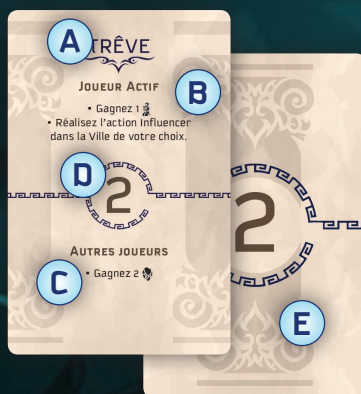 A TRÊVE
JOUEUR ACTIF
B
• Gagnez 1
• Réalisez l'action Influencer
dans la Ville de votre choix.
D
2
2
AUTRES JOUEURS
C
• Gagnez 2
E